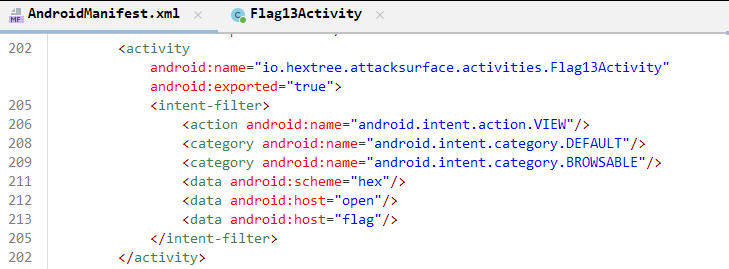 AndroidManifest.xml × Flag13Activity ×
202 <activity
android:name="io.hextree.attacksurface.activities.Flag13Activity"
android:exported="true">
205 <intent-filter>
206 <action android:name="android.intent.action.VIEW"/>
208 <category android:name="android.intent.category.DEFAULT"/>
209 <category android:name="android.intent.category.BROWSABLE"/>
211 <data android:scheme="hex"/>
212 <data android:host="open"/>
213 <data android:host="flag"/>
205 </intent-filter>
202 </activity>